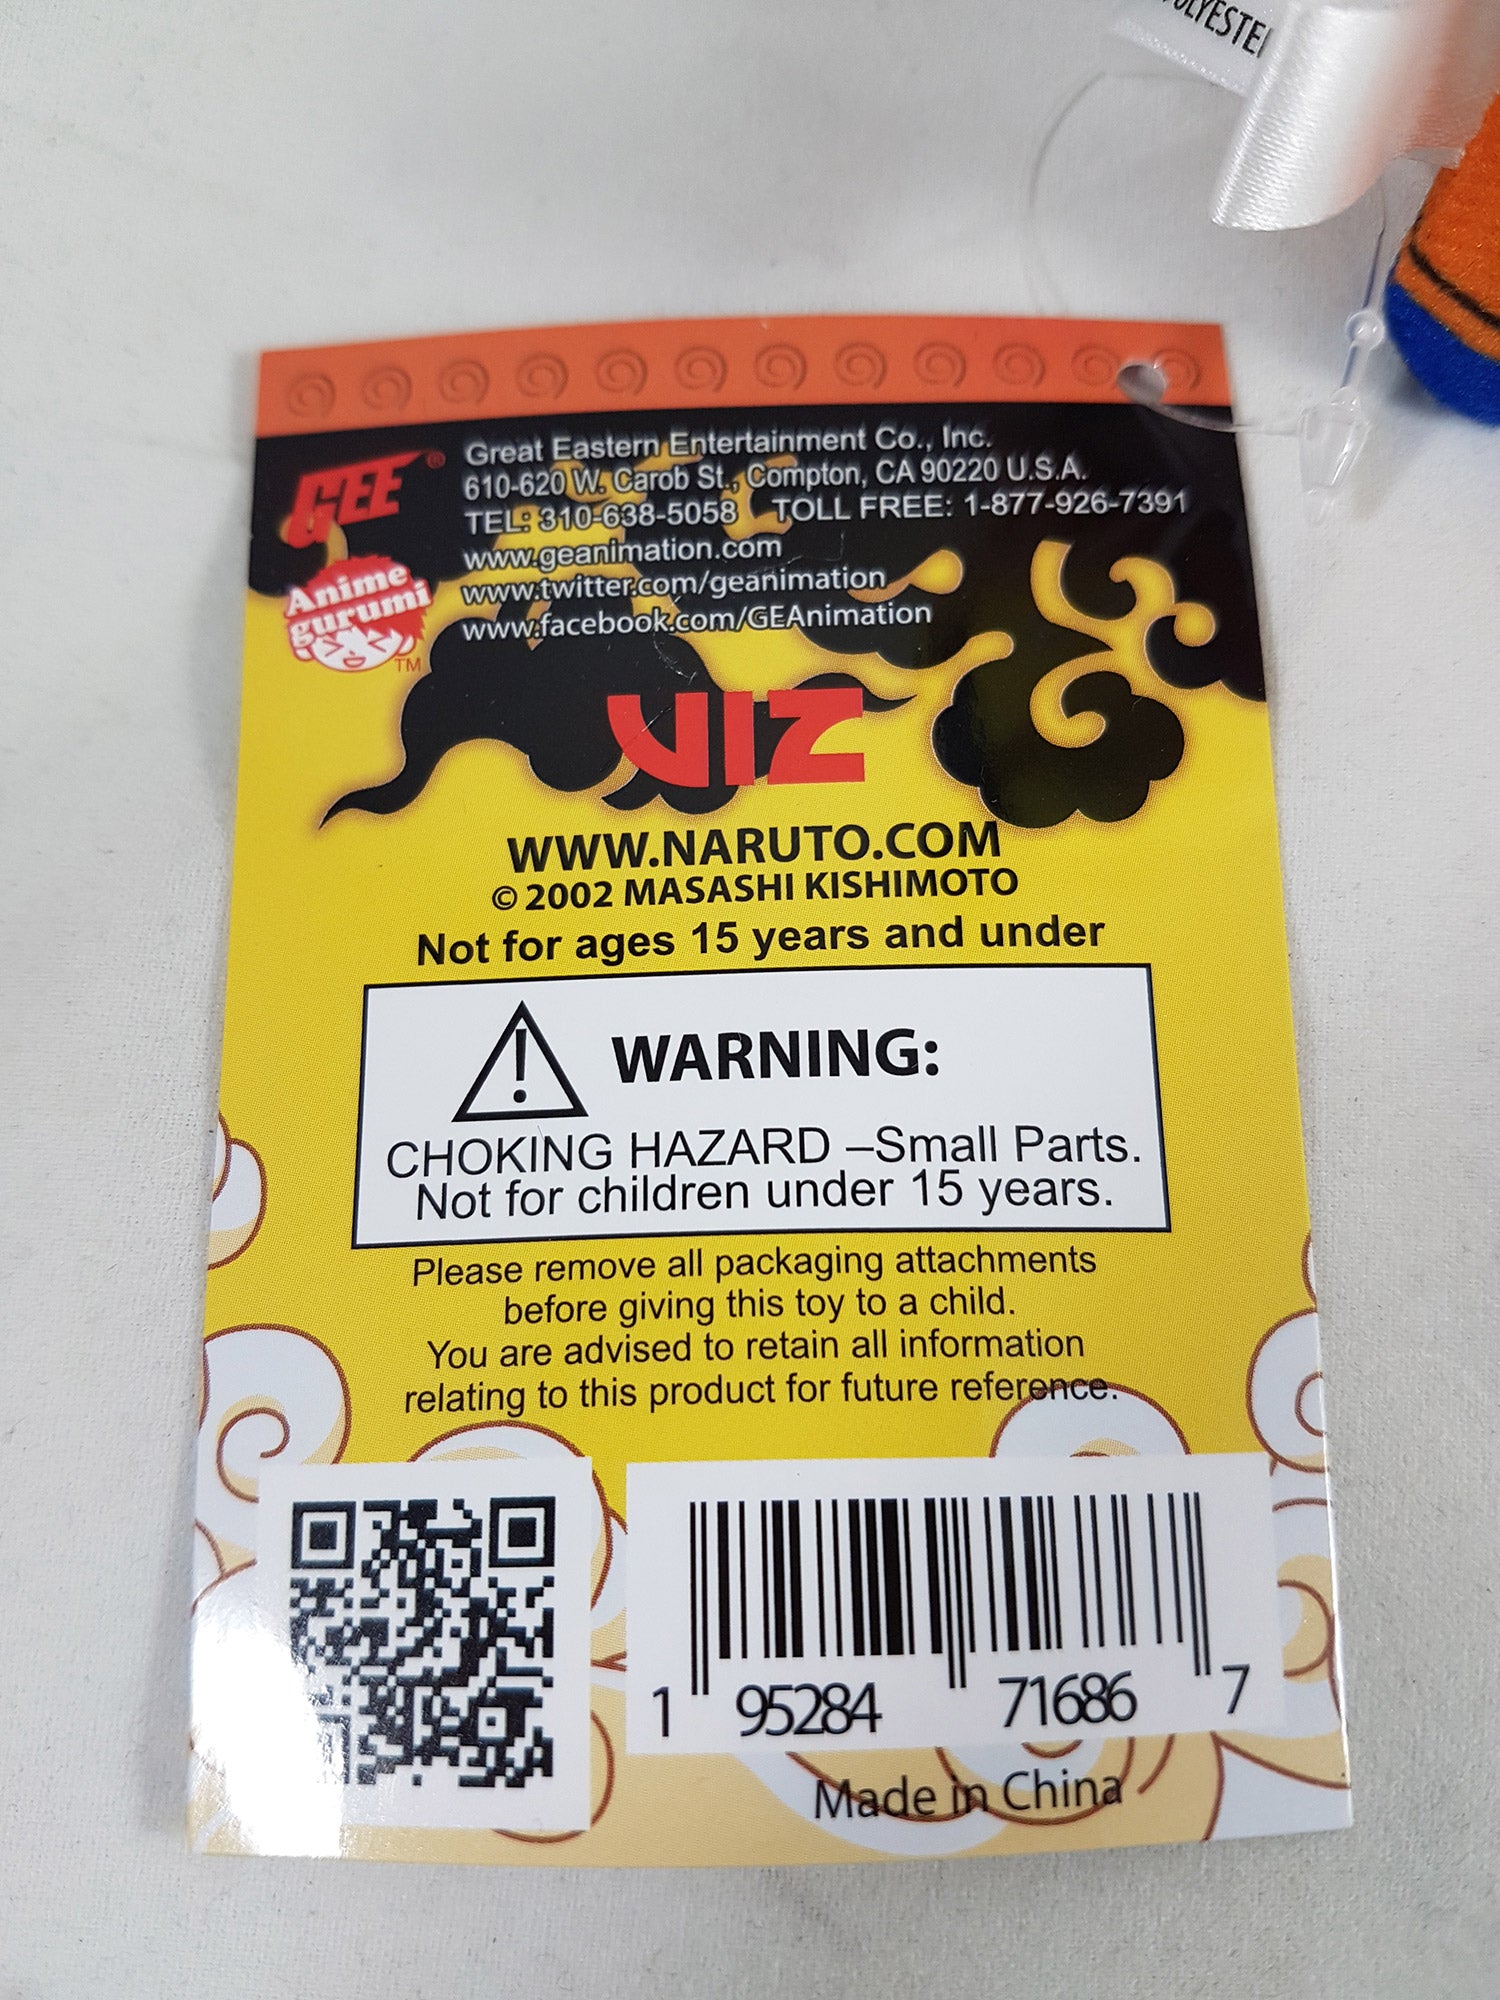 POLYESTER
GEE®
Great Eastern Entertainment Co., Inc.
610-620 W. Carob St., Compton, CA 90220 U.S.A.
TEL: 310-638-5058 TOLL FREE: 1-877-926-7391
www.geanimation.com
www.twitter.com/geanimation
www.facebook.com/GEAnimation
Anime
gurumi
TM
VIZ
WWW.NARUTO.COM
© 2002 MASASHI KISHIMOTO
Not for ages 15 years and under
WARNING:
CHOKING HAZARD –Small Parts.
Not for children under 15 years.
Please remove all packaging attachments
before giving this toy to a child.
You are advised to retain all information
relating to this product for future reference.
1 95284 71686 7
Made in China